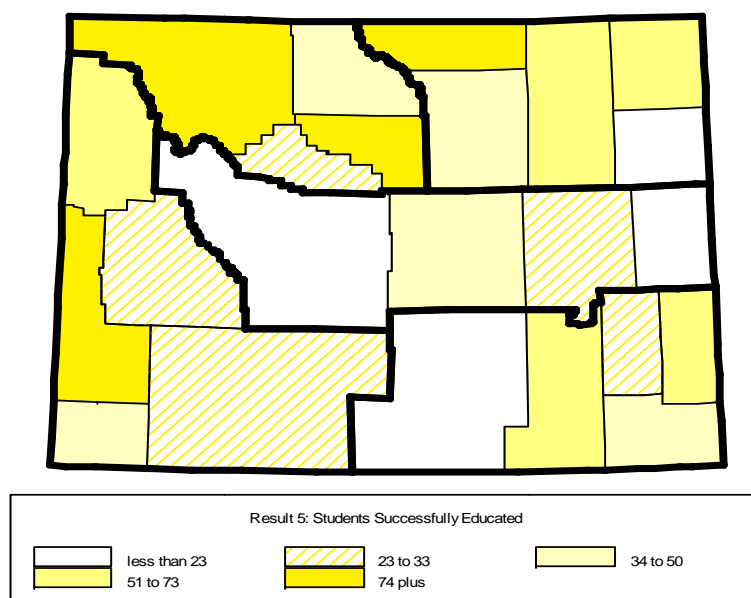 Result 5: Students Successfully Educated
less than 23
23 to 33
34 to 50
51 to 73
74 plus